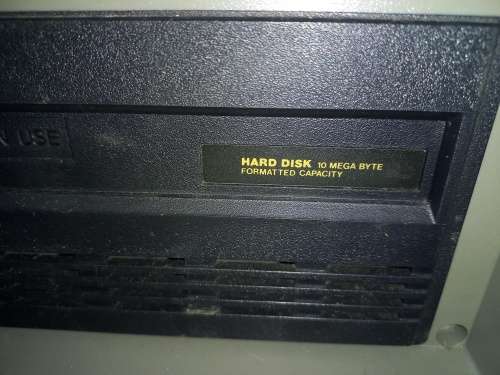 USE
HARD DISK 10 MEGA BYTE
FORMATTED CAPACITY